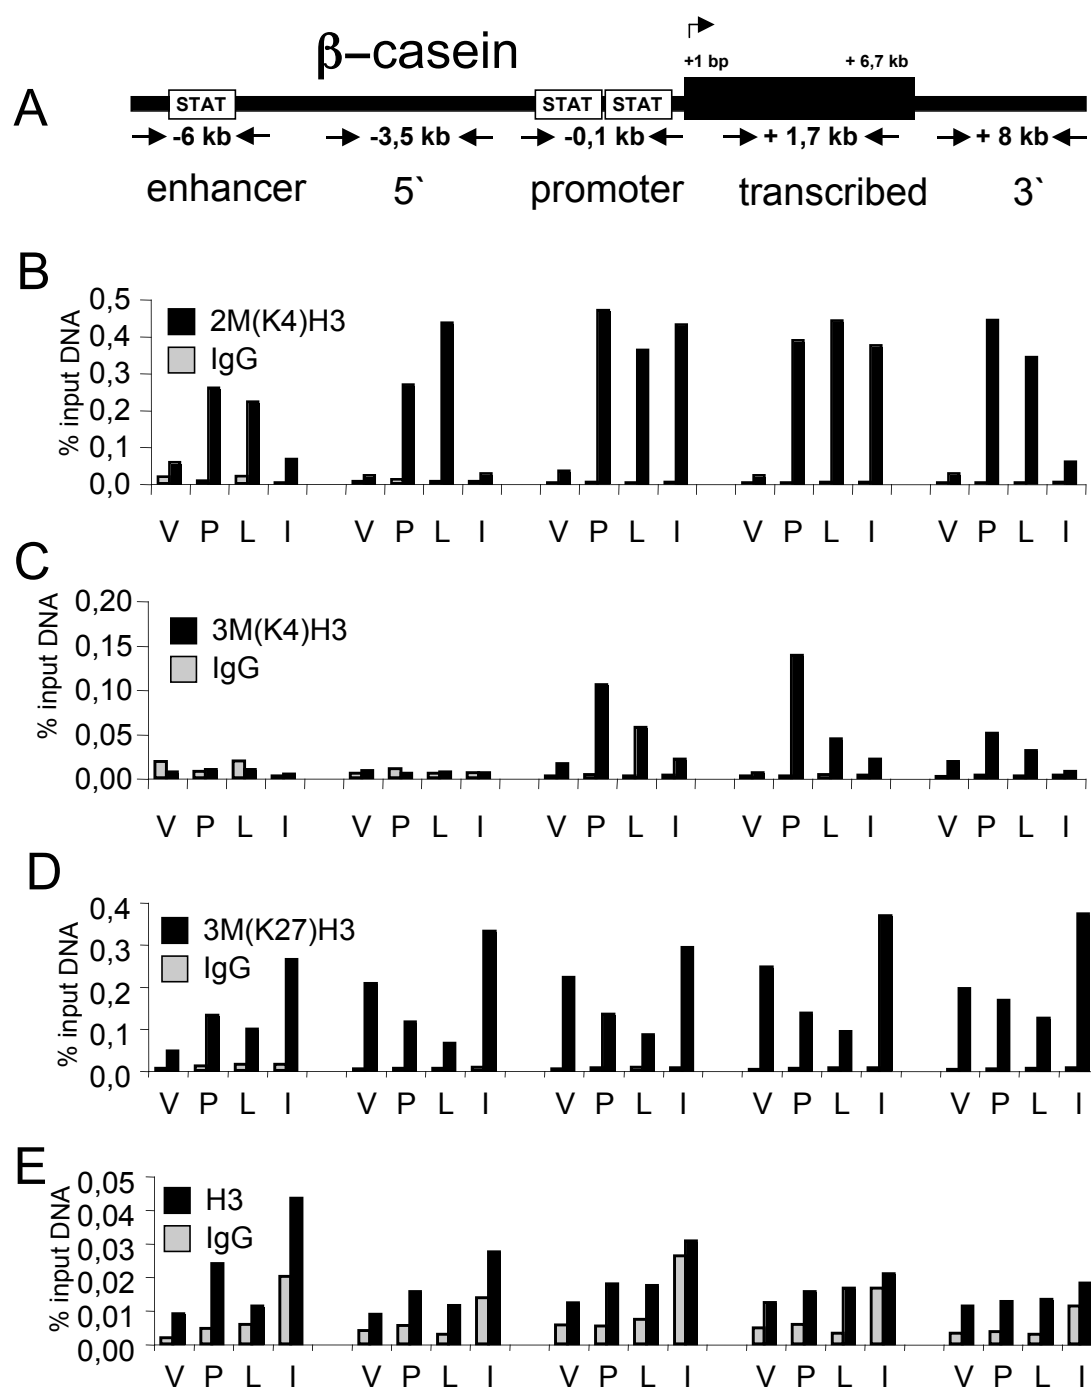 β–casein
+1 bp
+ 6,7 kb
A
STAT
STAT
STAT
-6 kb
-3,5 kb
-0,1 kb
+ 1,7 kb
+ 8 kb
enhancer
5`
promoter
transcribed
3`
B
% input DNA
0,5
0,4
0,3
0,2
0,1
0,0
2M(K4)H3
IgG
V P L I V P L I V P L I V P L I V P L I
C
% input DNA
0,20
0,15
0,10
0,05
0,00
3M(K4)H3
IgG
V P L I V P L I V P L I V P L I V P L I
D
% input DNA
0,4
0,3
0,2
0,1
0,0
3M(K27)H3
IgG
V P L I V P L I V P L I V P L I V P L I
E
% input DNA
0,05
0,04
0,03
0,02
0,01
0,00
H3
IgG
V P L I V P L I V P L I V P L I V P L I